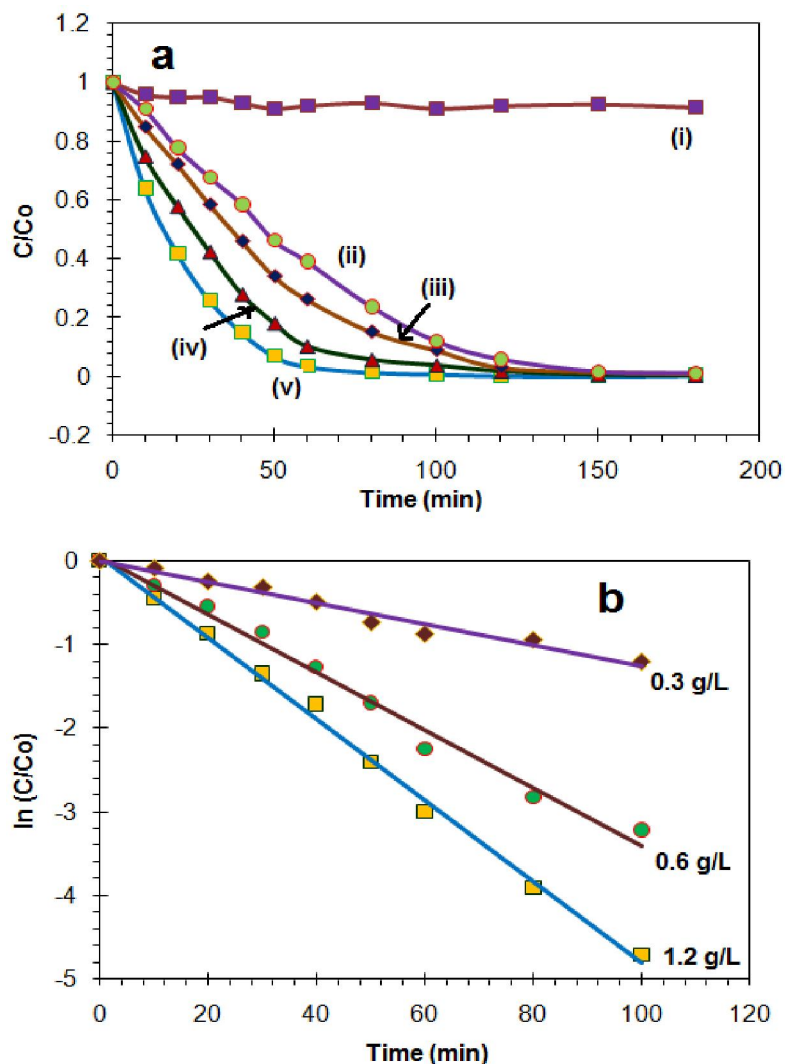 a
1.2
1
0.8
0.6
0.4
0.2
0
-0.2
C/Co
(i)
(ii)
(iii)
(iv)
(v)
0 50 100 150 200
Time (min)
b
0
-1
-2
-3
-4
-5
ln (C/Co)
0.3 g/L
0.6 g/L
1.2 g/L
0 20 40 60 80 100 120
Time (min)